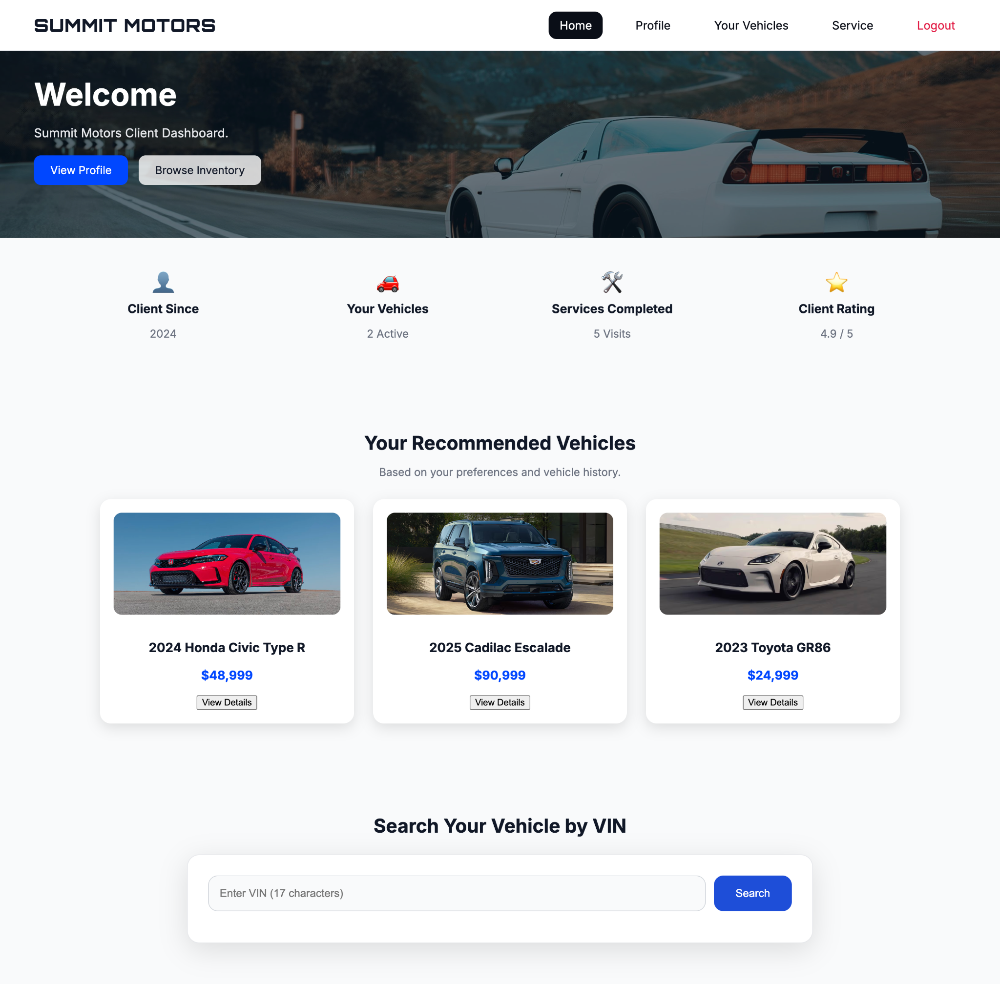 SUMMIT MOTORS
Home
Profile
Your Vehicles
Service
Logout
Welcome
Summit Motors Client Dashboard.
View Profile
Browse Inventory
Client Since
2024
Your Vehicles
2 Active
Services Completed
5 Visits
Client Rating
4.9 / 5
Your Recommended Vehicles
Based on your preferences and vehicle history.
2024 Honda Civic Type R
$48,999
View Details
2025 Cadilac Escalade
$90,999
View Details
2023 Toyota GR86
$24,999
View Details
Search Your Vehicle by VIN
Enter VIN (17 characters)
Search